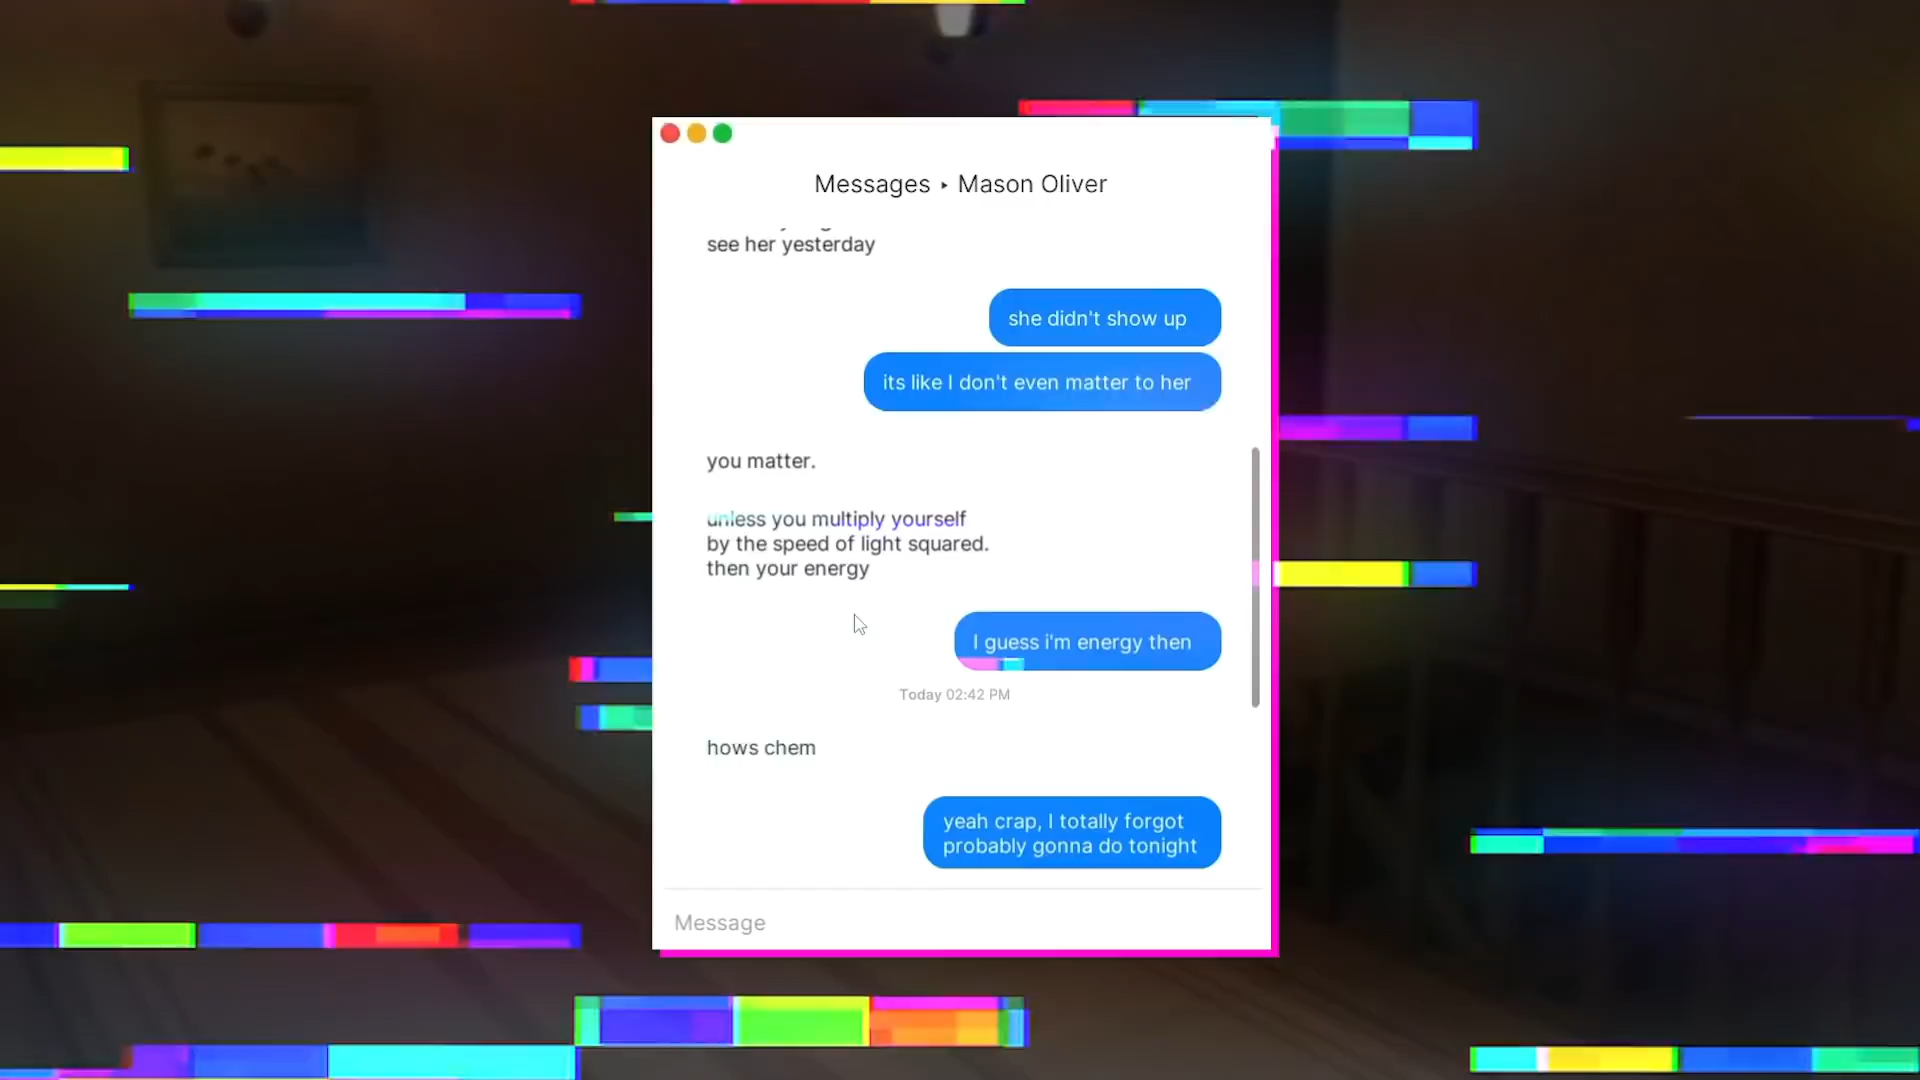 Messages ▸ Mason Oliver
see her yesterday
she didn't show up
its like I don't even matter to her
you matter.
unless you multiply yourself
by the speed of light squared.
then your energy
I guess i'm energy then
Today 02:42 PM
hows chem
yeah crap, I totally forgot
probably gonna do tonight
Message